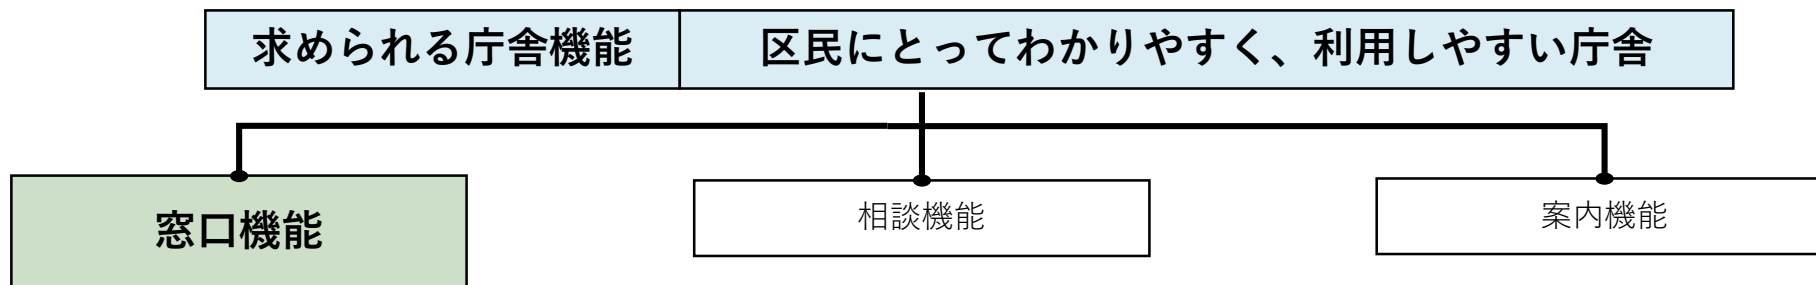 求められる庁舎機能
区民にとってわかりやすく、利用しやすい庁舎
窓口機能
相談機能
案内機能